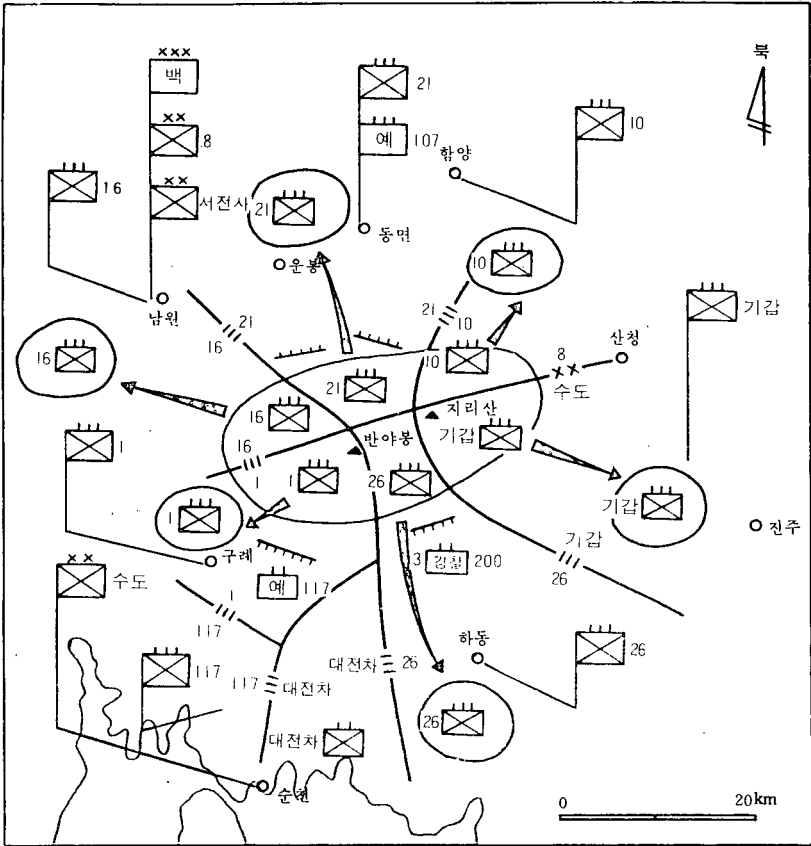 ×××
백
북
21
××
8
예 107
함양
10
16
××
서전사
21
동면
10
운봉
남원
21
16
21
10
기갑
산청
16
10
8
××
수도
21
16
지리산
반야봉
기갑
16
1
1
1
26
기갑
1
진주
구례
3 경찰 200
기갑
26
××
수도
예 117
1
117
하동
26
117
대전차 26
117 대전차
26
대전차
순천
0 20km